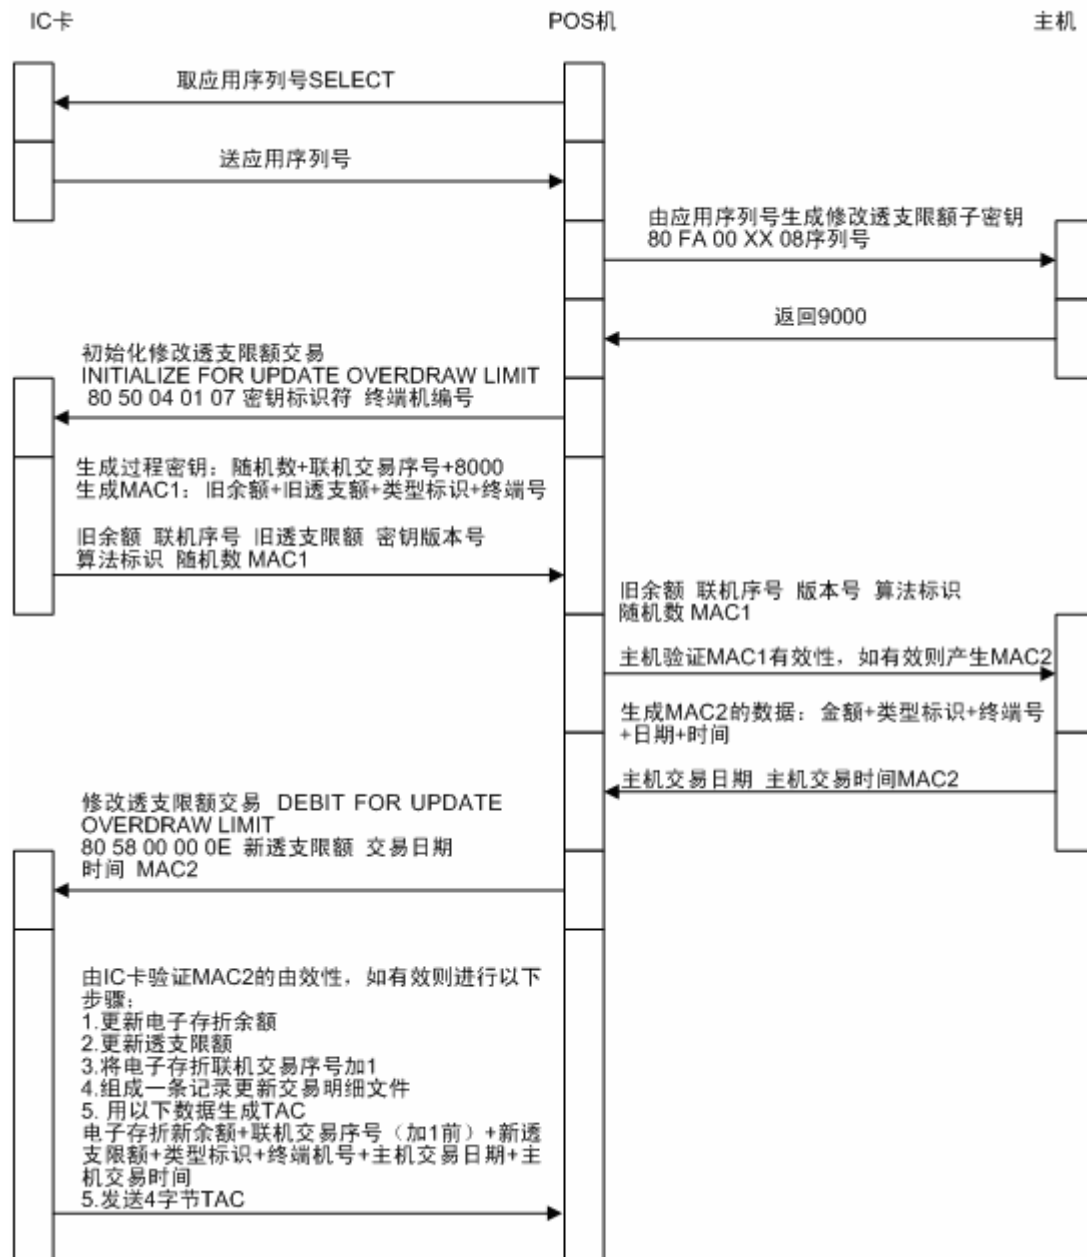 IC卡
POS机
主机
取应用序列号SELECT
送应用序列号
由应用序列号生成修改透支限额子密钥
80 FA 00 XX 08序列号
返回9000
初始化修改透支限额交易
INITIALIZE FOR UPDATE OVERDRAW LIMIT
80 50 04 01 07 密钥标识符 终端机编号
生成过程密钥：随机数+联机交易序号+8000
生成MAC1：旧余额+旧透支额+类型标识+终端号
旧余额 联机序号 旧透支限额 密钥版本号
算法标识 随机数 MAC1
旧余额 联机序号 版本号 算法标识
随机数 MAC1
主机验证MAC1有效性，如有效则产生MAC2
生成MAC2的数据：金额+类型标识+终端号
+日期+时间
主机交易日期 主机交易时间MAC2
修改透支限额交易 DEBIT FOR UPDATE
OVERDRAW LIMIT
80 58 00 00 0E 新透支限额 交易日期
时间 MAC2
由IC卡验证MAC2的由效性，如有效则进行以下
步骤：
1.更新电子存折余额
2.更新透支限额
3.将电子存折联机交易序号加1
4.组成一条记录更新交易明细文件
5. 用以下数据生成TAC
电子存折新余额+联机交易序号（加1前）+新透
支限额+类型标识+终端机号+主机交易日期+主
机交易时间
5.发送4字节TAC